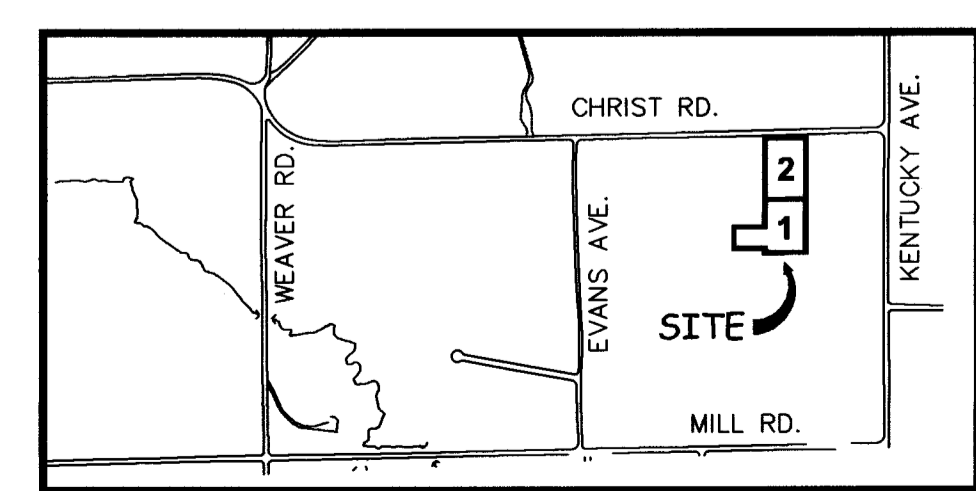 CHRIST RD.
KENTUCKY AVE.
2
WEAVER RD.
EVANS AVE.
1
SITE
MILL RD.